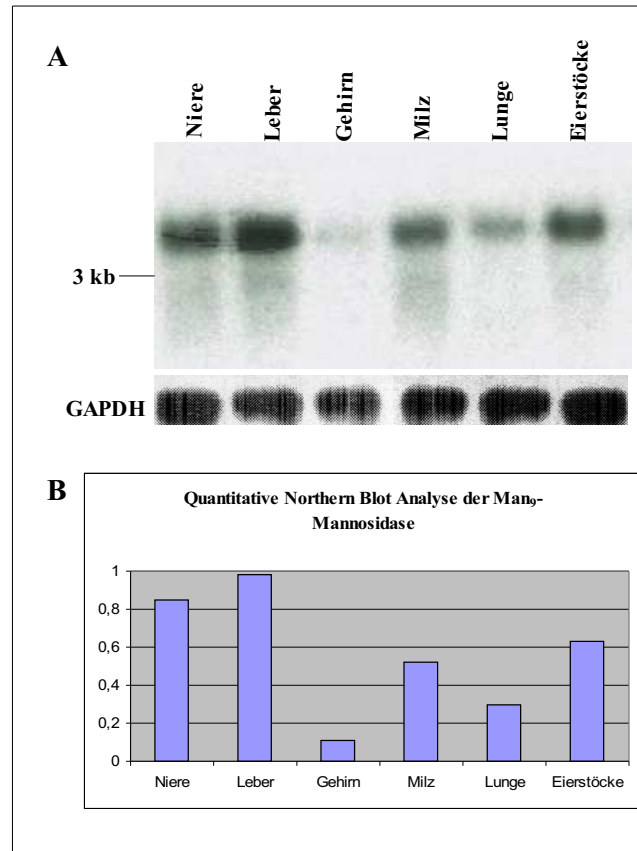 A
Niere
Leber
Gehirn
Milz
Lunge
Eierstöcke
3 kb
GAPDH
B
Quantitative Northern Blot Analyse der Man₉-
Mannosidase
1
0,8
0,6
0,4
0,2
0
Niere
Leber
Gehirn
Milz
Lunge
Eierstöcke